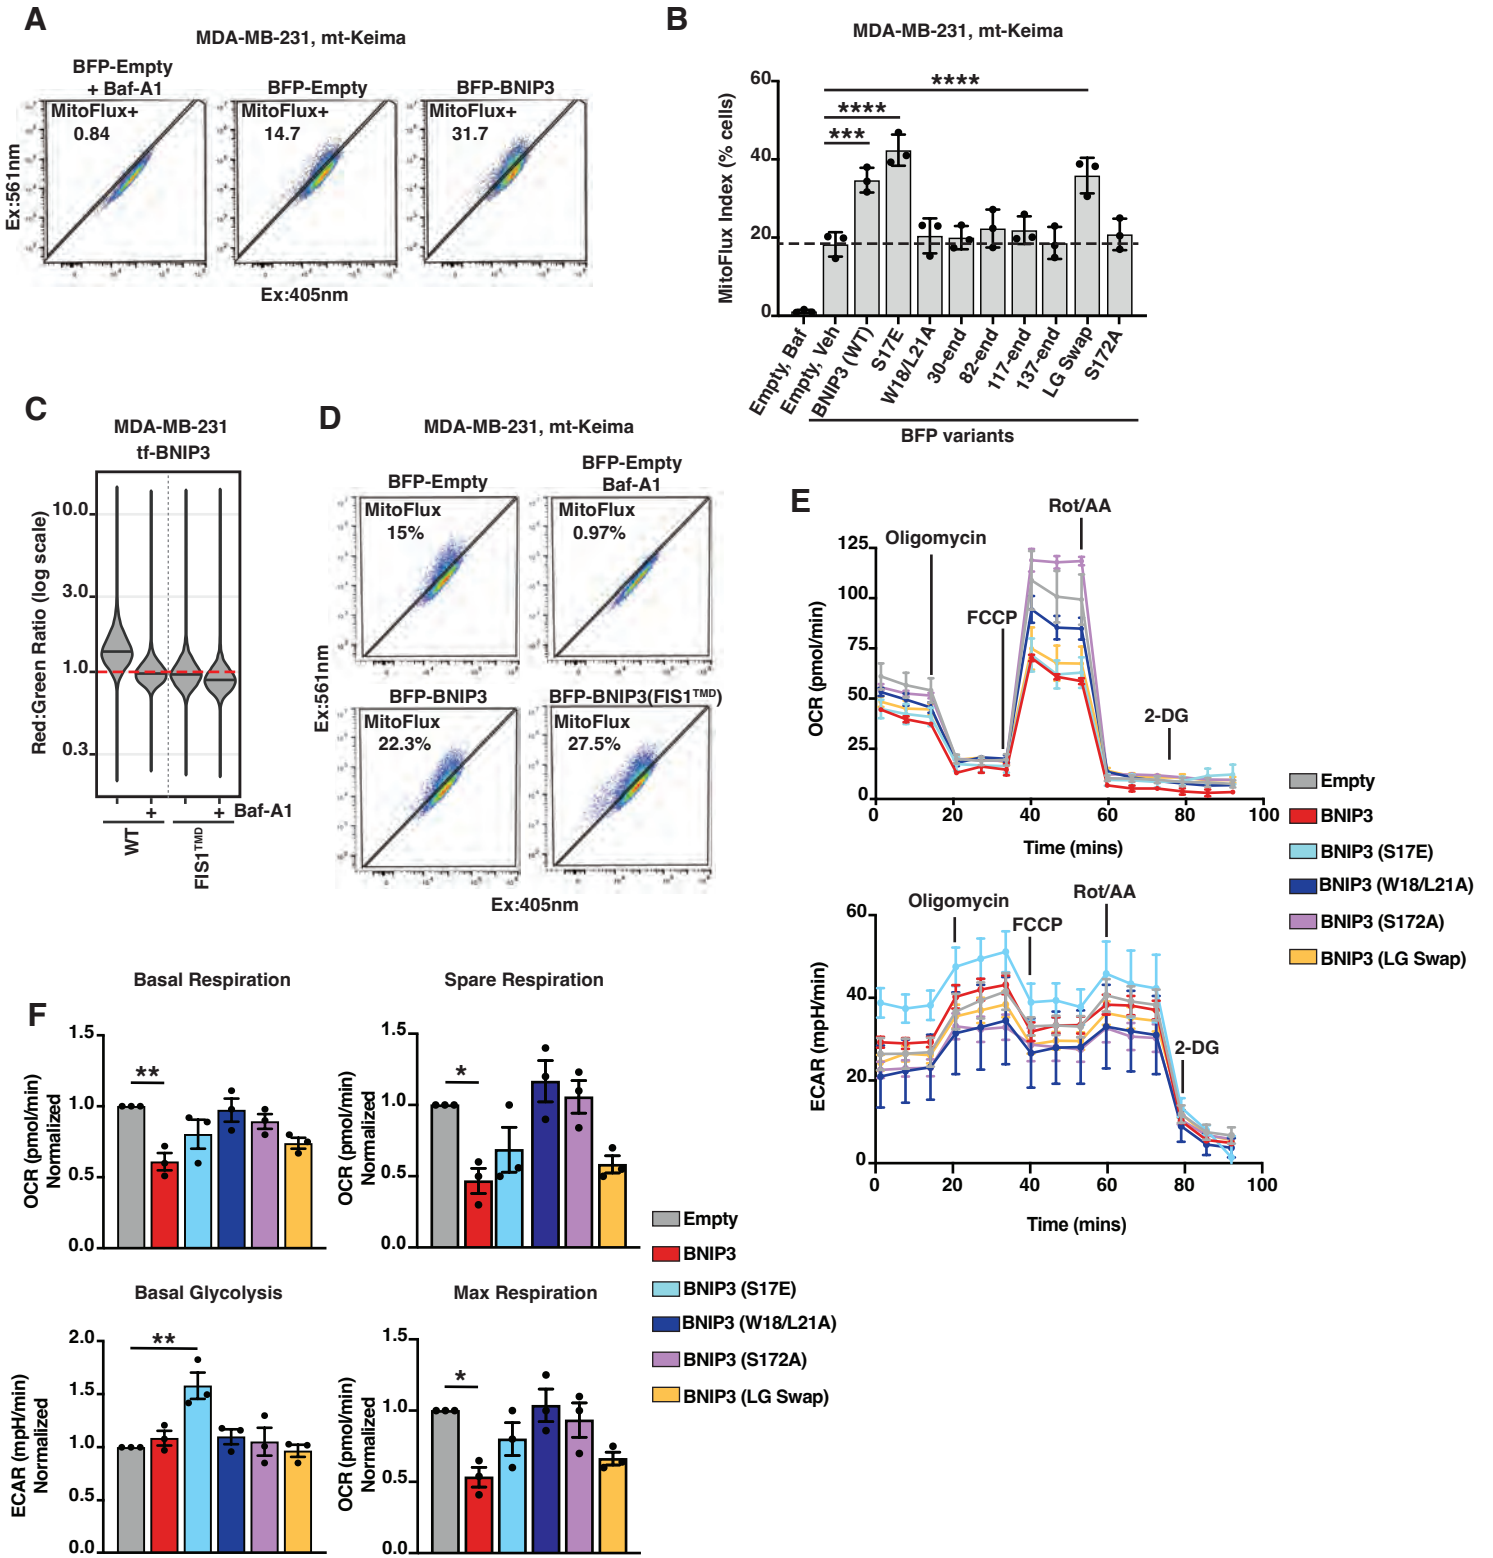 A
MDA-MB-231, mt-Keima
BFP-Empty
+ Baf-A1
BFP-Empty
BFP-BNIP3
MitoFlux+
0.84
MitoFlux+
14.7
MitoFlux+
31.7
Ex:561nm
Ex:405nm
B
MDA-MB-231, mt-Keima
MitoFlux Index (% cells)
60
40
20
0
****
****
***
Empty, Baf
Empty, Veh
BNIP3 (WT)
S17E
W18/L21A
30-end
82-end
117-end
137-end
LG Swap
S172A
BFP variants
C
MDA-MB-231
tf-BNIP3
Red:Green Ratio (log scale)
10.0
3.0
1.0
0.3
- + - + Baf-A1
WT
FIS1TMD
D
MDA-MB-231, mt-Keima
BFP-Empty
BFP-Empty
Baf-A1
MitoFlux
15%
MitoFlux
0.97%
BFP-BNIP3
BFP-BNIP3(FIS1TMD)
MitoFlux
22.3%
MitoFlux
27.5%
Ex:561nm
Ex:405nm
E
Oligomycin
FCCP
Rot/AA
2-DG
OCR (pmol/min)
125
100
75
50
25
0
0 20 40 60 80 100
Time (mins)
Empty
BNIP3
BNIP3 (S17E)
BNIP3 (W18/L21A)
BNIP3 (S172A)
BNIP3 (LG Swap)
Oligomycin
FCCP
Rot/AA
2-DG
ECAR (mpH/min)
60
40
20
0
0 20 40 60 80 100
Time (mins)
F
Basal Respiration
OCR (pmol/min)
Normalized
1.5
1.0
0.5
0.0
**
Spare Respiration
OCR (pmol/min)
Normalized
1.5
1.0
0.5
0.0
*
Basal Glycolysis
ECAR (mpH/min)
Normalized
2.0
1.5
1.0
0.5
0.0
**
Max Respiration
OCR (pmol/min)
Normalized
1.5
1.0
0.5
0.0
*
Empty
BNIP3
BNIP3 (S17E)
BNIP3 (W18/L21A)
BNIP3 (S172A)
BNIP3 (LG Swap)